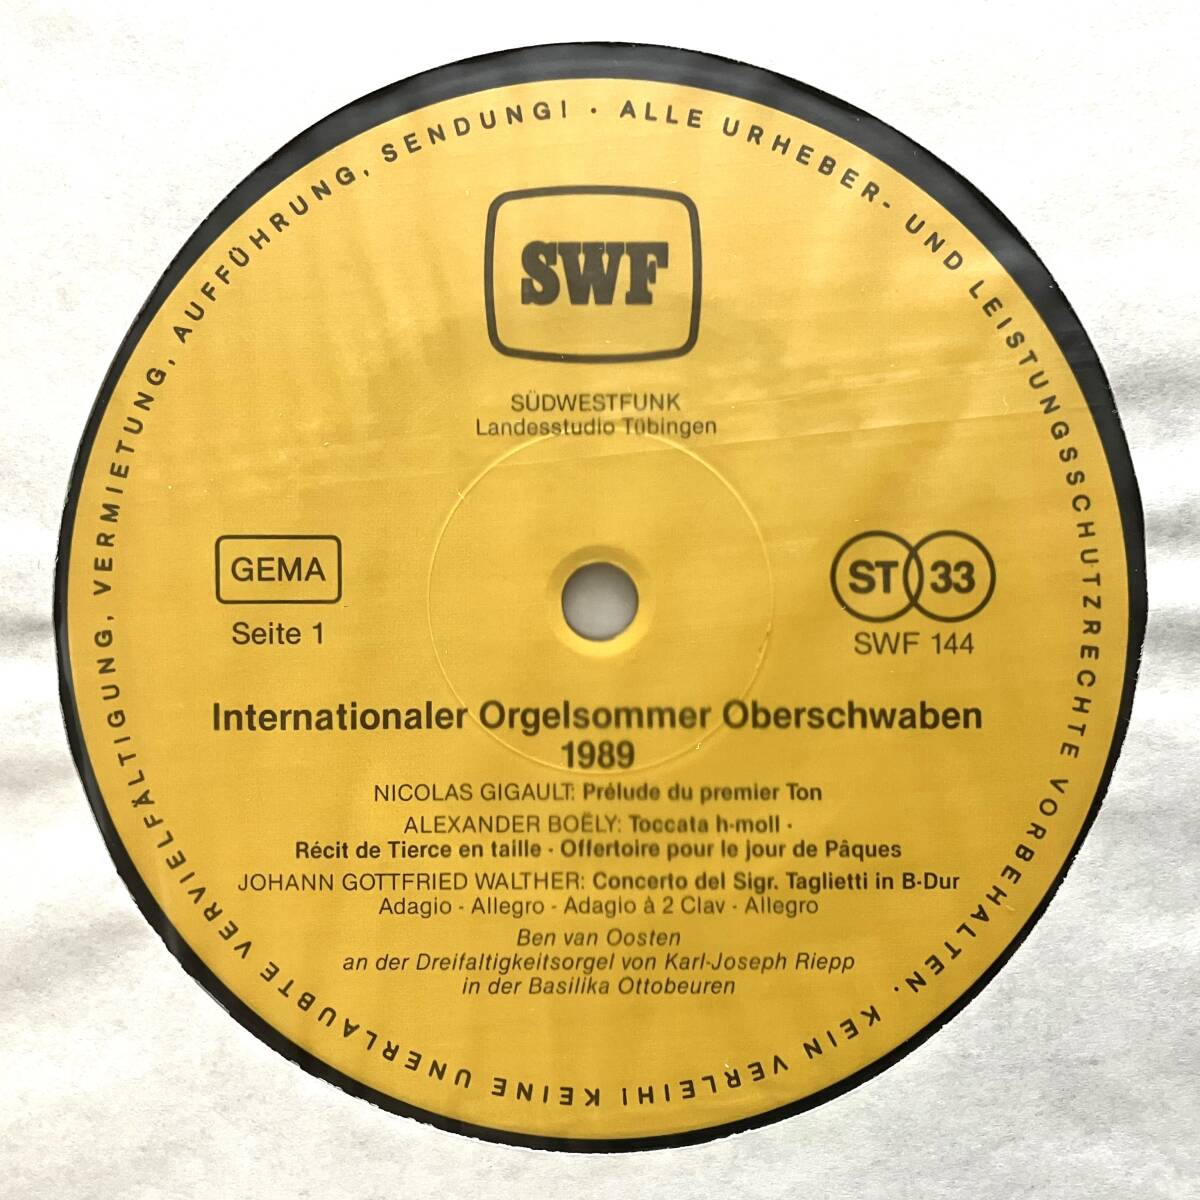 ALLE URHEBER- UND LEISTUNGSSCHUTZRECHTE VORBEHALTEN. KEIN VERLEIH! KEINE UNERLAUBTE VERVIELFÄLTIGUNG, VERMIETUNG, AUFFÜHRUNG, SENDUNG! ·
SWF
SÜDWESTFUNK
Landesstudio Tübingen
GEMA
Seite 1
ST 33
SWF 144
Internationaler Orgelsommer Oberschwaben
1989
NICOLAS GIGAULT: Prélude du premier Ton
ALEXANDER BOËLY: Toccata h-moll ·
Récit de Tierce en taille · Offertoire pour le jour de Pâques
JOHANN GOTTFRIED WALTHER: Concerto del Sigr. Taglietti in B-Dur
Adagio - Allegro - Adagio à 2 Clav - Allegro
Ben van Oosten
an der Dreifaltigkeitsorgel von Karl-Joseph Riepp
in der Basilika Ottobeuren